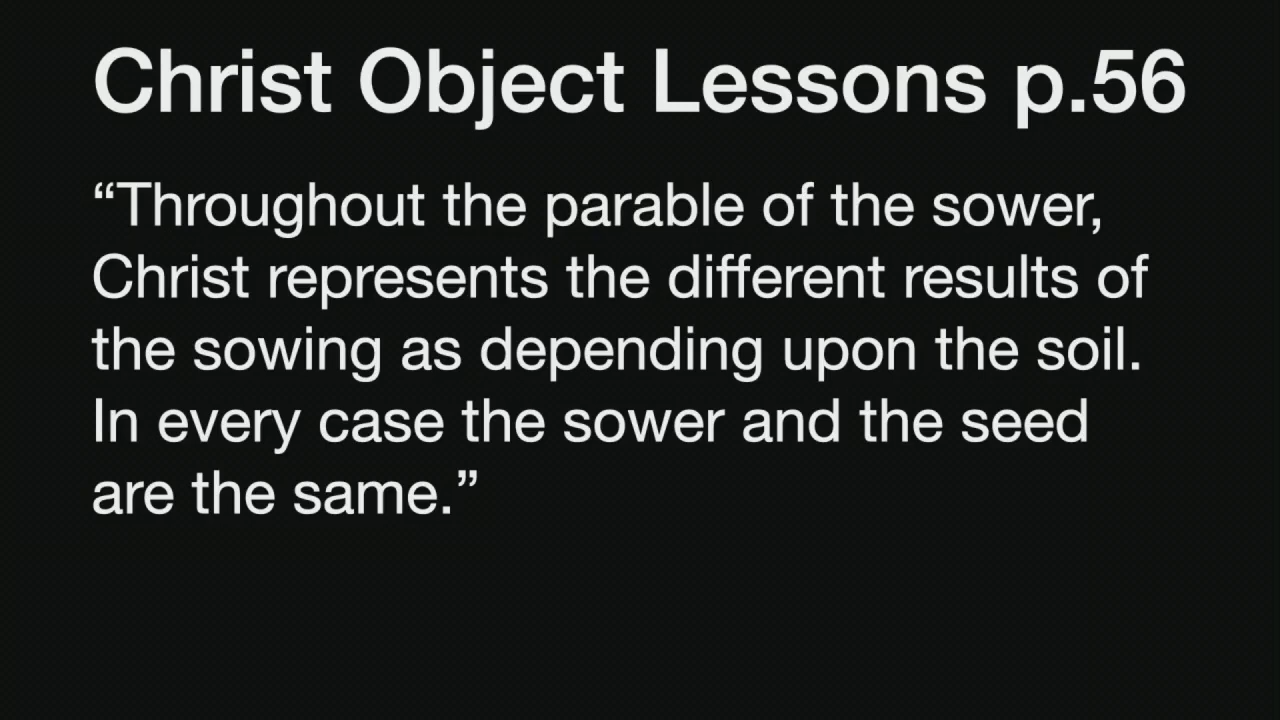 Christ Object Lessons p.56
“Throughout the parable of the sower,
Christ represents the different results of
the sowing as depending upon the soil.
In every case the sower and the seed
are the same.”